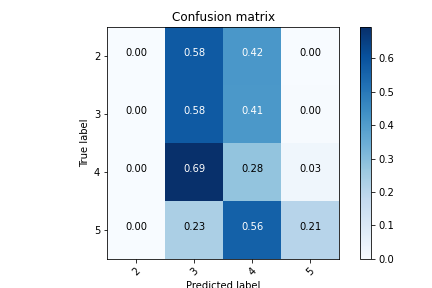 Confusion matrix
True label
2 0.00 0.58 0.42 0.00
3 0.00 0.58 0.41 0.00
4 0.00 0.69 0.28 0.03
5 0.00 0.23 0.56 0.21
2 3 4 5
Predicted label
0.6
0.5
0.4
0.3
0.2
0.1
0.0